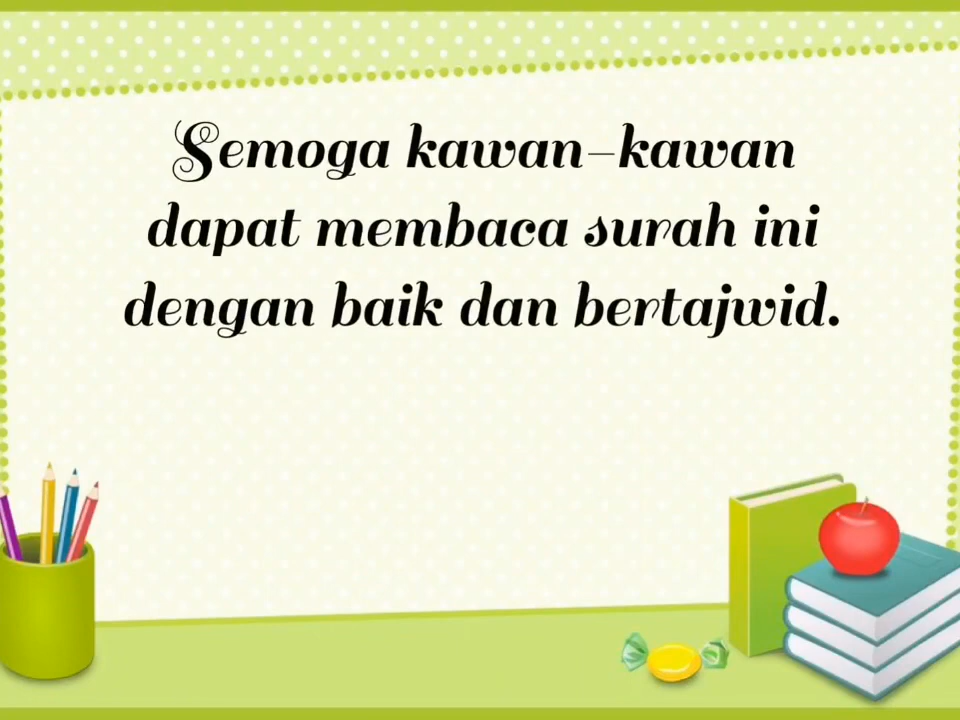 Semoga kawan-kawan
dapat membaca surah ini
dengan baik dan bertajwid.